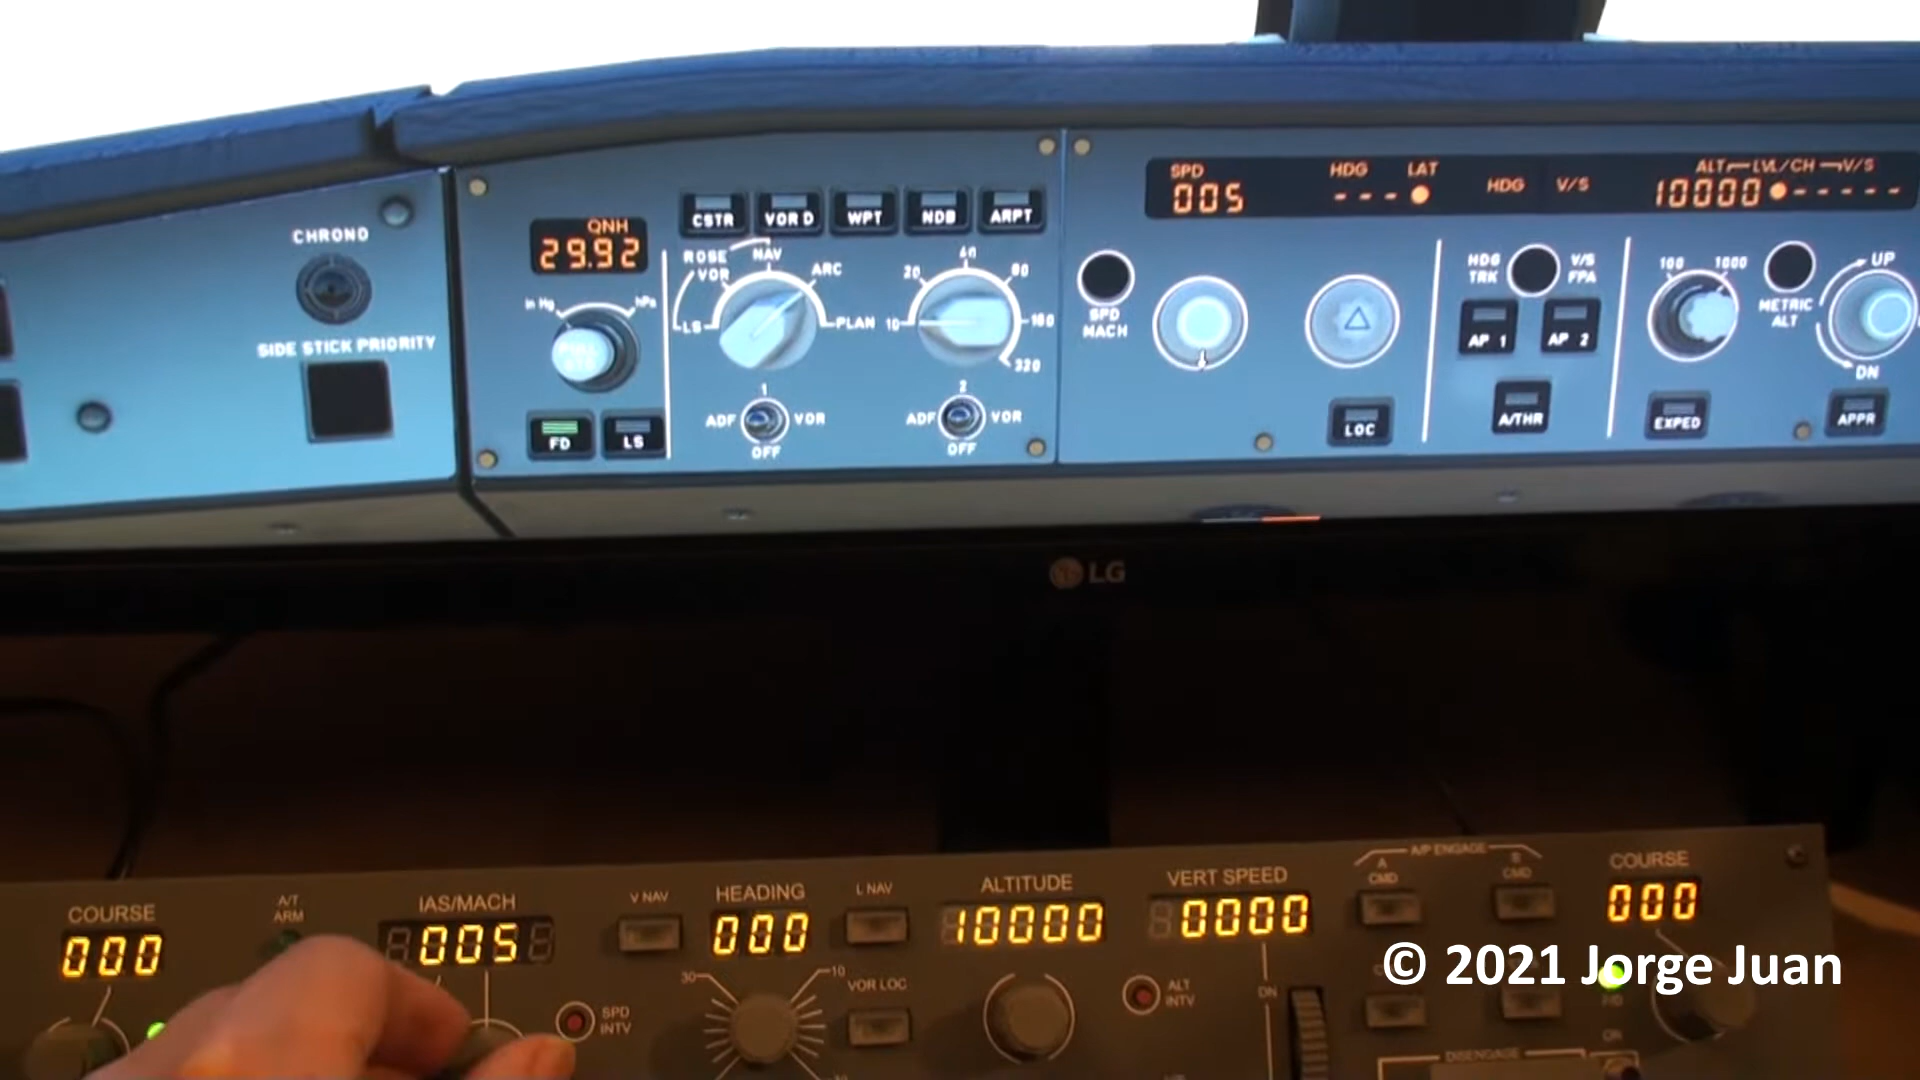 CHRONO
SIDE STICK PRIORITY
QNH
29.92
in Hg
hPa
FD
LS
CSTR
VOR D
WPT
NDB
ARPT
ROSE
VOR
NAV
ARC
LS
PLAN
1
ADF
VOR
OFF
10
20
40
80
160
320
2
ADF
VOR
OFF
SPD
005
HDG
LAT
---
HDG
V/S
ALT
LVL/CH
V/S
10000
-----
SPD
MACH
LOC
HDG
TRK
V/S
FPA
AP 1
AP 2
A/THR
100
1000
METRIC
ALT
UP
DN
EXPED
APPR
LG
COURSE
000
A/T
ARM
IAS/MACH
005
SPD
INTV
V NAV
HEADING
000
30
10
L NAV
VOR LOC
ALTITUDE
10000
ALT
INTV
VERT SPEED
0000
DN
A/P ENGAGE
A
CMD
B
CMD
DISENGAGE
COURSE
000
© 2021 Jorge Juan